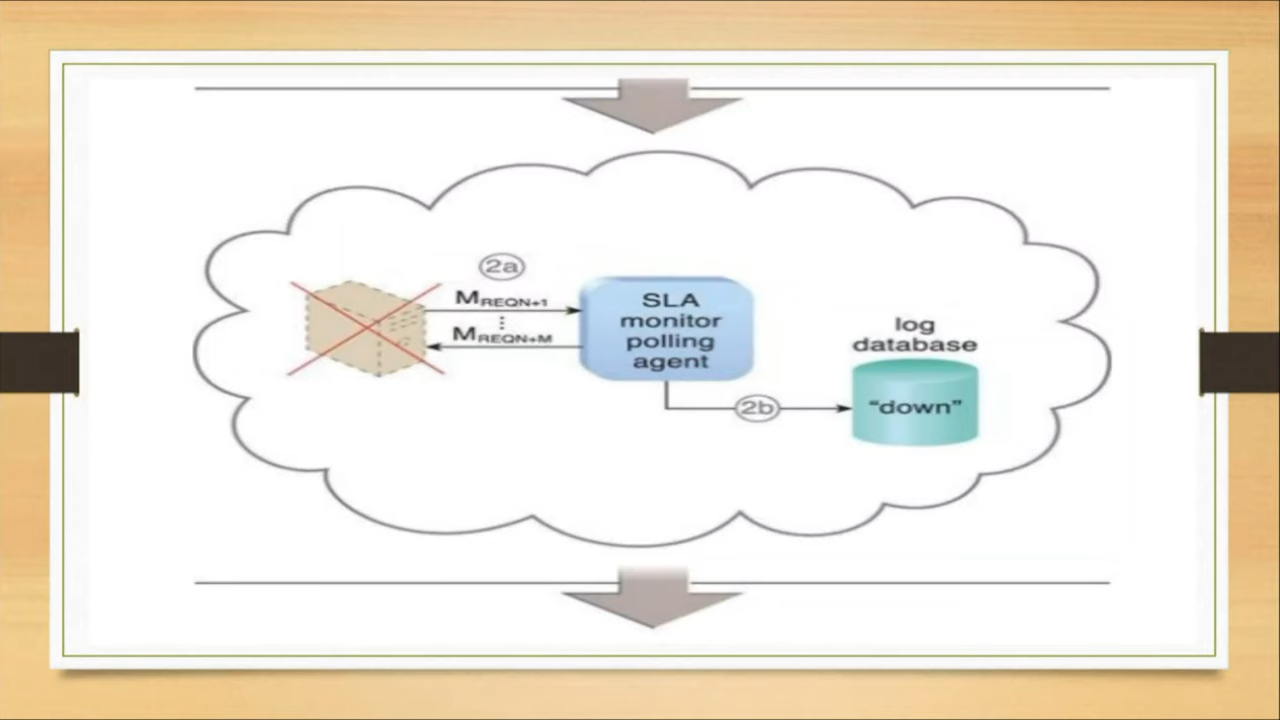 2a
MREQN+1
⋮
MREQN+M
SLA
monitor
polling
agent
log
database
2b
“down”